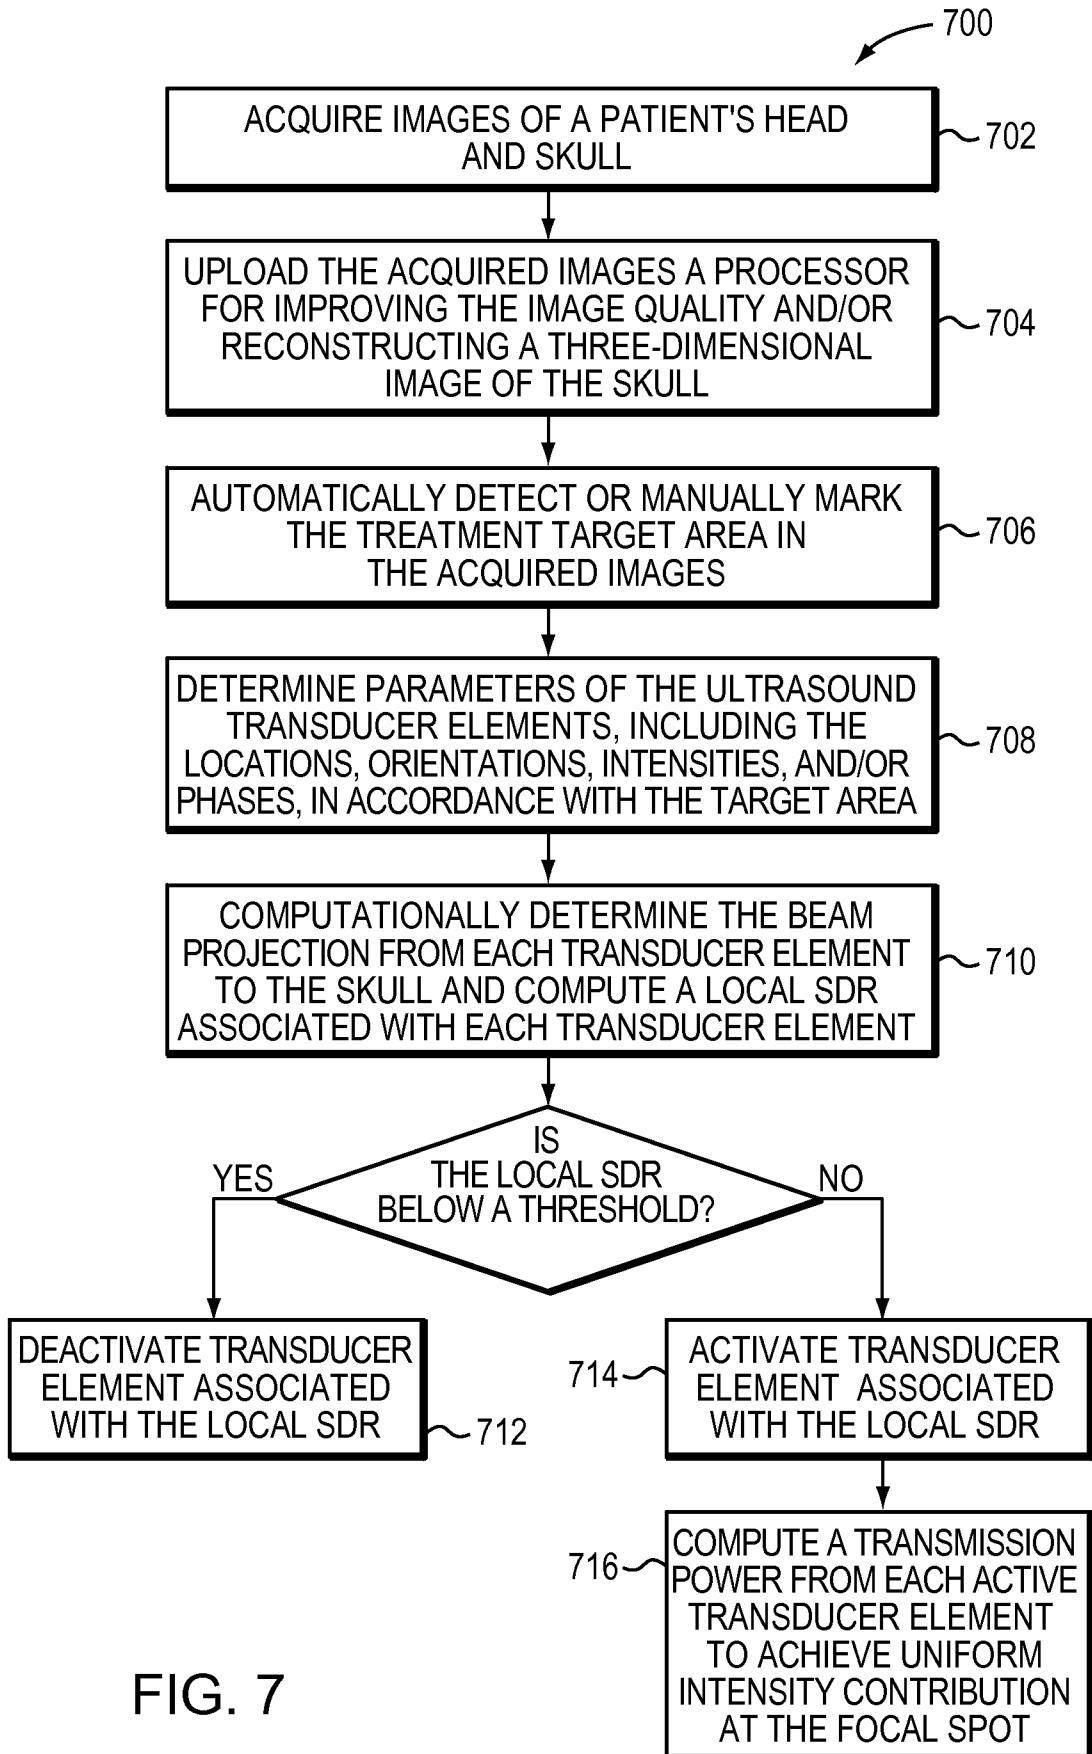 700
ACQUIRE IMAGES OF A PATIENT'S HEAD
AND SKULL
702
UPLOAD THE ACQUIRED IMAGES A PROCESSOR
FOR IMPROVING THE IMAGE QUALITY AND/OR
RECONSTRUCTING A THREE-DIMENSIONAL
IMAGE OF THE SKULL
704
AUTOMATICALLY DETECT OR MANUALLY MARK
THE TREATMENT TARGET AREA IN
THE ACQUIRED IMAGES
706
DETERMINE PARAMETERS OF THE ULTRASOUND
TRANSDUCER ELEMENTS, INCLUDING THE
LOCATIONS, ORIENTATIONS, INTENSITIES, AND/OR
PHASES, IN ACCORDANCE WITH THE TARGET AREA
708
COMPUTATIONALLY DETERMINE THE BEAM
PROJECTION FROM EACH TRANSDUCER ELEMENT
TO THE SKULL AND COMPUTE A LOCAL SDR
ASSOCIATED WITH EACH TRANSDUCER ELEMENT
710
IS
THE LOCAL SDR
BELOW A THRESHOLD?
YES
NO
DEACTIVATE TRANSDUCER
ELEMENT ASSOCIATED
WITH THE LOCAL SDR
712
714
ACTIVATE TRANSDUCER
ELEMENT ASSOCIATED
WITH THE LOCAL SDR
716
COMPUTE A TRANSMISSION
POWER FROM EACH ACTIVE
TRANSDUCER ELEMENT
TO ACHIEVE UNIFORM
INTENSITY CONTRIBUTION
AT THE FOCAL SPOT
FIG. 7